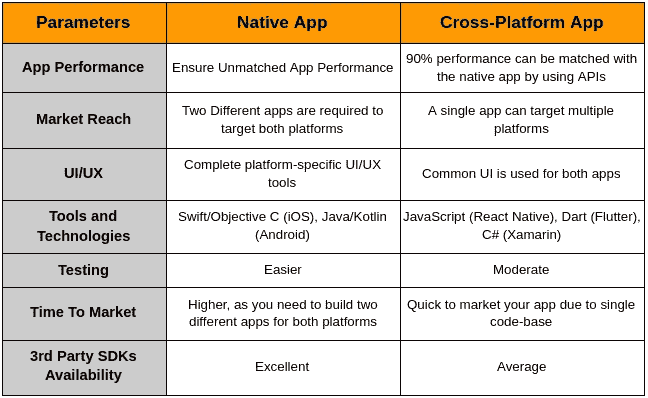 Parameters
Native App
Cross-Platform App
App Performance
Ensure Unmatched App Performance
90% performance can be matched with
the native app by using APIs
Market Reach
Two Different apps are required to
target both platforms
A single app can target multiple
platforms
UI/UX
Complete platform-specific UI/UX
tools
Common UI is used for both apps
Tools and
Technologies
Swift/Objective C (iOS), Java/Kotlin
(Android)
JavaScript (React Native), Dart (Flutter),
C# (Xamarin)
Testing
Easier
Moderate
Time To Market
Higher, as you need to build two
different apps for both platforms
Quick to market your app due to single
code-base
3rd Party SDKs
Availability
Excellent
Average